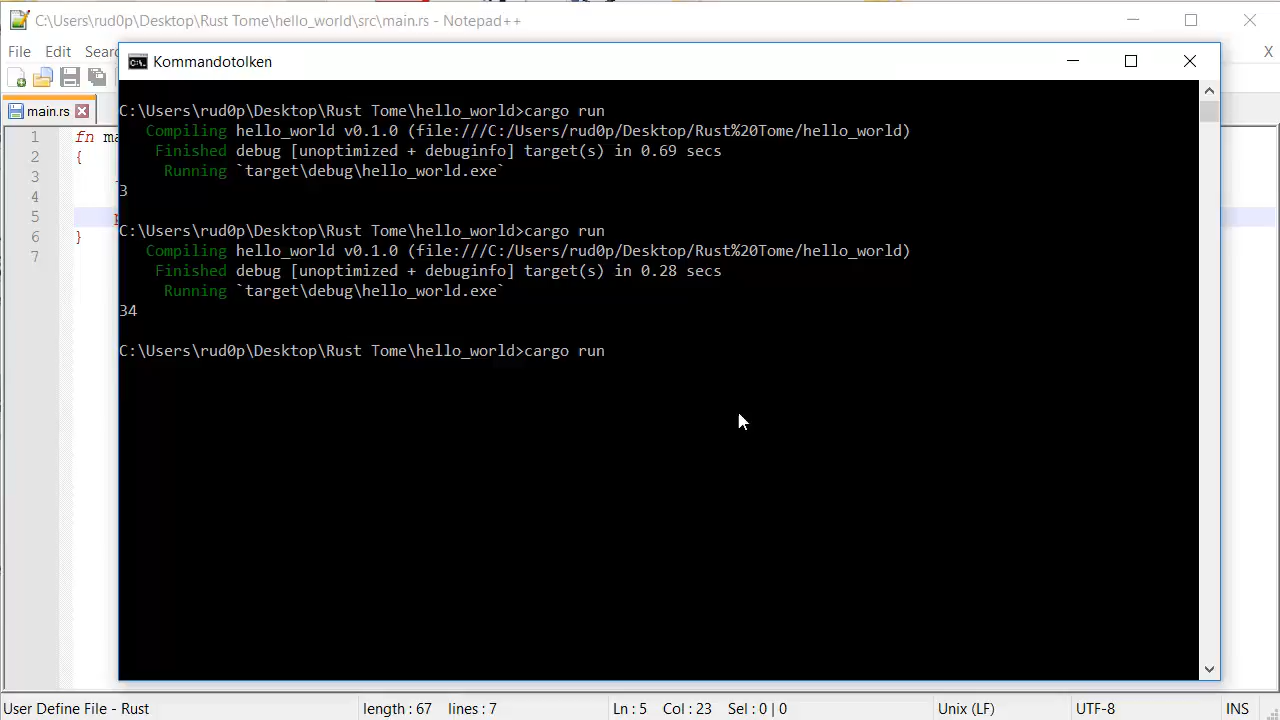 C:\Users\rud0p\Desktop\Rust Tome\hello_world\src\main.rs - Notepad++
File Edit Searc
X
Kommandotolken
main.rs
1 fn ma
2 {
3
4
5
6 }
7
C:\Users\rud0p\Desktop\Rust Tome\hello_world>cargo run
Compiling hello_world v0.1.0 (file:///C:/Users/rud0p/Desktop/Rust%20Tome/hello_world)
Finished debug [unoptimized + debuginfo] target(s) in 0.69 secs
Running `target\debug\hello_world.exe`
3
C:\Users\rud0p\Desktop\Rust Tome\hello_world>cargo run
Compiling hello_world v0.1.0 (file:///C:/Users/rud0p/Desktop/Rust%20Tome/hello_world)
Finished debug [unoptimized + debuginfo] target(s) in 0.28 secs
Running `target\debug\hello_world.exe`
34
C:\Users\rud0p\Desktop\Rust Tome\hello_world>cargo run
User Define File - Rust length : 67 lines : 7 Ln : 5 Col : 23 Sel : 0 | 0 Unix (LF) UTF-8 INS